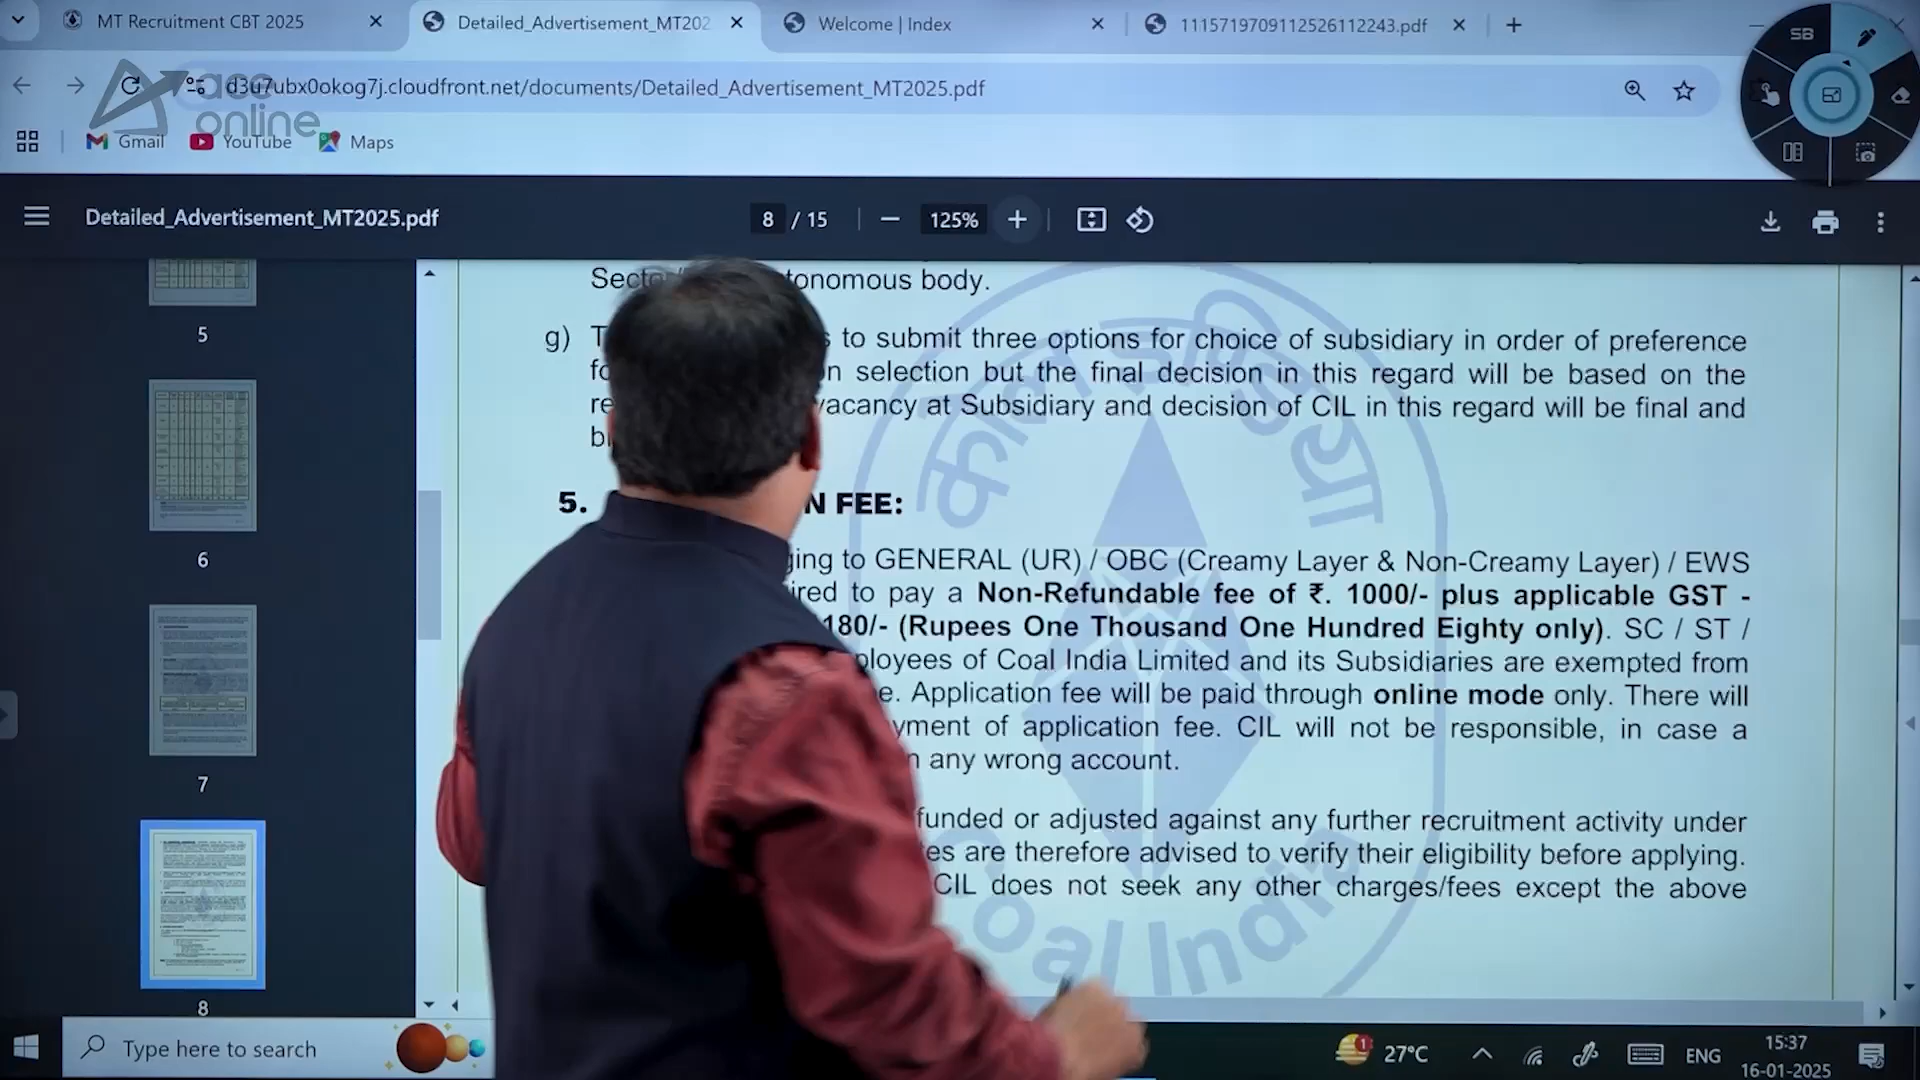 MT Recruitment CBT 2025
Detailed_Advertisement_MT202
Welcome | Index
1115719709112526112243.pdf
SB
d3u7ubx0okog7j.cloudfront.net/documents/Detailed_Advertisement_MT2025.pdf
ace online
Gmail
YouTube
Maps
Detailed_Advertisement_MT2025.pdf
8 / 15
125%
tonomous body.
g) to submit three options for choice of subsidiary in order of preference
selection but the final decision in this regard will be based on the
vacancy at Subsidiary and decision of CIL in this regard will be final and
5. N FEE:
ging to GENERAL (UR) / OBC (Creamy Layer & Non-Creamy Layer) / EWS
ired to pay a Non-Refundable fee of ₹. 1000/- plus applicable GST -
180/- (Rupees One Thousand One Hundred Eighty only). SC / ST /
ployees of Coal India Limited and its Subsidiaries are exempted from
e. Application fee will be paid through online mode only. There will
yment of application fee. CIL will not be responsible, in case a
n any wrong account.
funded or adjusted against any further recruitment activity under
tes are therefore advised to verify their eligibility before applying.
CIL does not seek any other charges/fees except the above
कोल इण्डिया
Coal India
5
6
7
8
Type here to search
1
27°C
ENG
15:37
16-01-2025